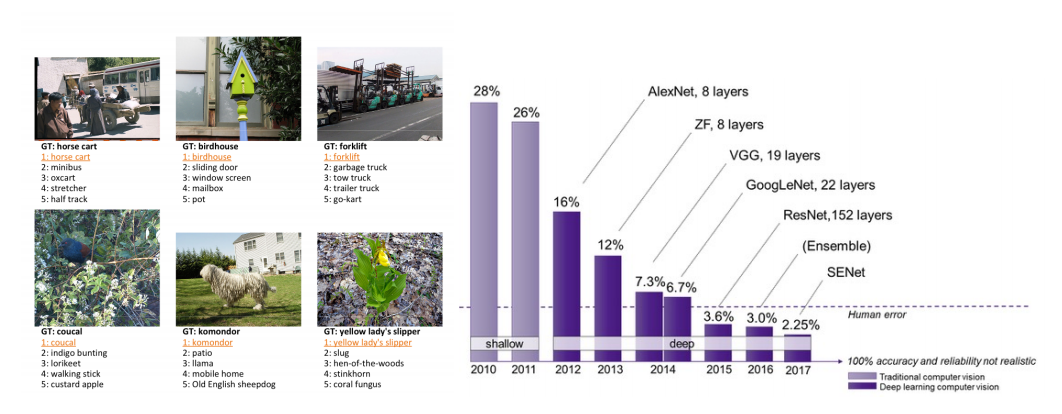 GT: horse cart
1: horse cart
2: minibus
3: oxcart
4: stretcher
5: half track
GT: birdhouse
1: birdhouse
2: sliding door
3: window screen
4: mailbox
5: pot
GT: forklift
1: forklift
2: garbage truck
3: tow truck
4: trailer truck
5: go-kart
GT: coucal
1: coucal
2: indigo bunting
3: lorikeet
4: walking stick
5: custard apple
GT: komondor
1: komondor
2: patio
3: llama
4: mobile home
5: Old English sheepdog
GT: yellow lady's slipper
1: yellow lady's slipper
2: slug
3: hen-of-the-woods
4: stinkhorn
5: coral fungus
28%
26%
16%
12%
7.3%
6.7%
3.6%
3.0%
2.25%
AlexNet, 8 layers
ZF, 8 layers
VGG, 19 layers
GoogLeNet, 22 layers
ResNet,152 layers
(Ensemble)
SENet
Human error
shallow
deep
100% accuracy and reliability not realistic
2010
2011
2012
2013
2014
2015
2016
2017
Traditional computer vision
Deep learning computer vision